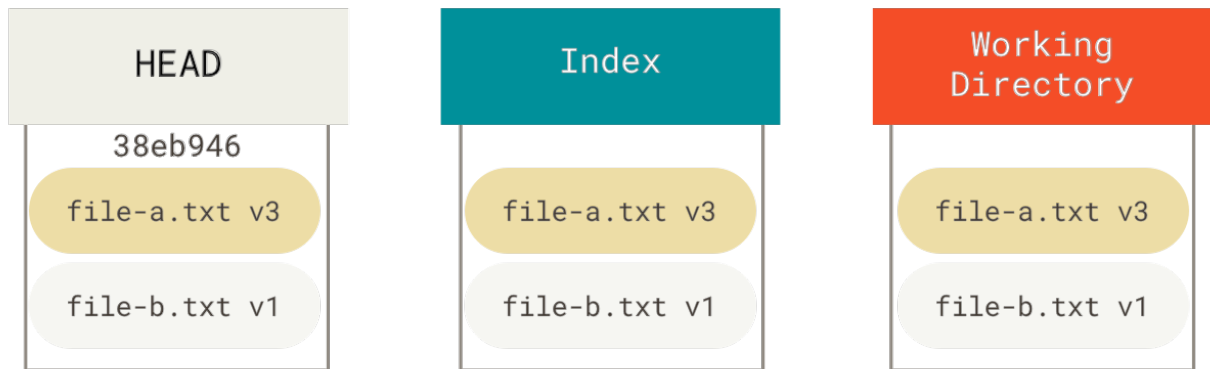 HEAD
Index
Working
Directory
38eb946
file-a.txt v3
file-a.txt v3
file-a.txt v3
file-b.txt v1
file-b.txt v1
file-b.txt v1